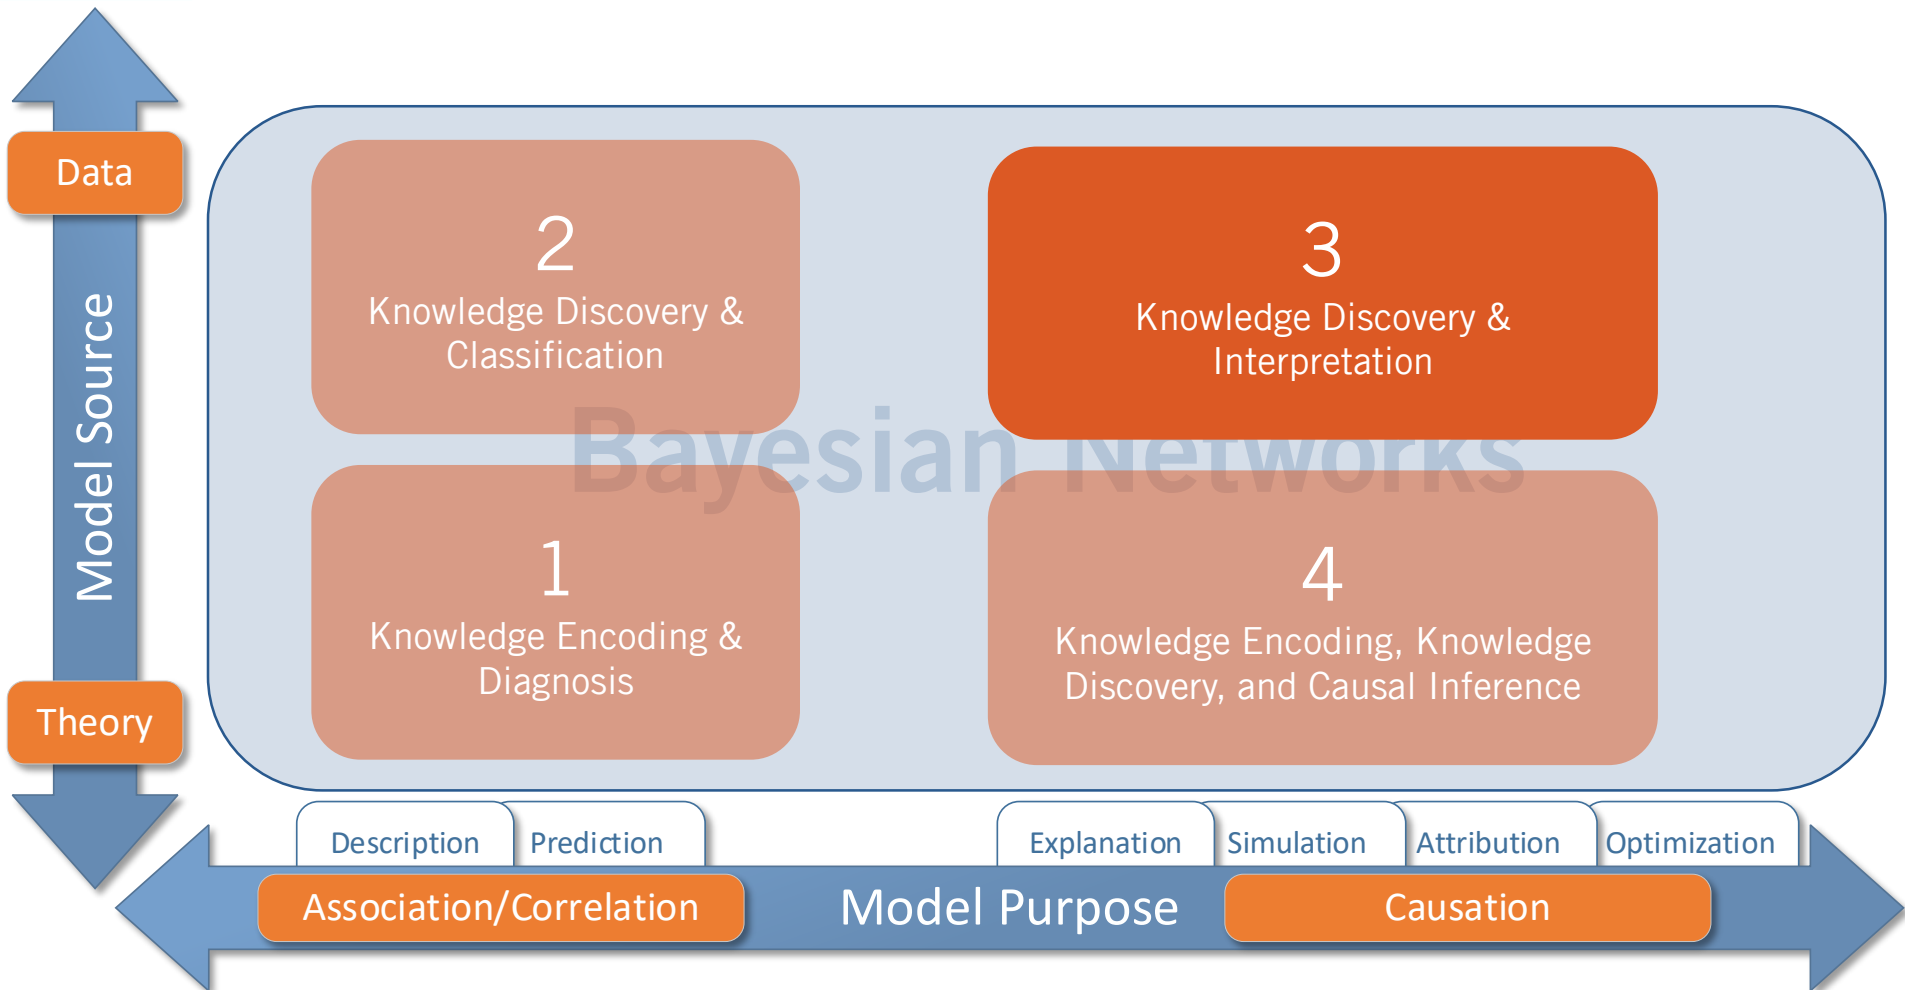 Data
Model Source
Theory
2
Knowledge Discovery &
Classification
3
Knowledge Discovery &
Interpretation
Bayesian Networks
1
Knowledge Encoding &
Diagnosis
4
Knowledge Encoding, Knowledge
Discovery, and Causal Inference
Description
Prediction
Explanation
Simulation
Attribution
Optimization
Association/Correlation
Model Purpose
Causation